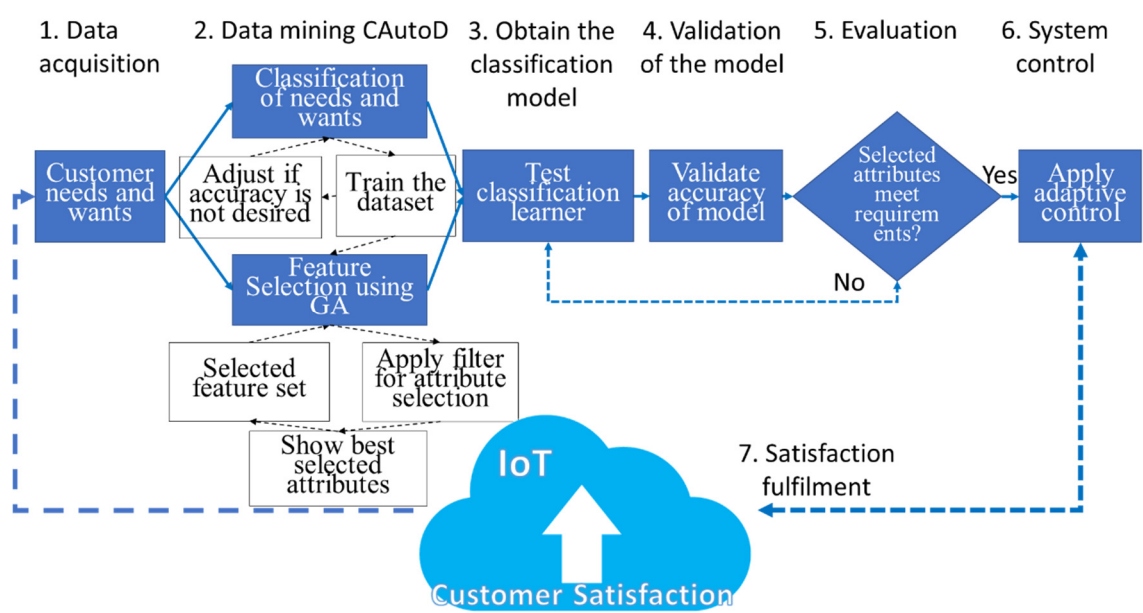 1. Data
acquisition
2. Data mining CAutoD
3. Obtain the
classification
model
4. Validation
of the model
5. Evaluation
6. System
control
Customer
needs and
wants
Classification
of needs and
wants
Adjust if
accuracy is
not desired
Train the
dataset
Feature
Selection using
GA
Selected
feature set
Apply filter
for attribute
selection
Show best
selected
attributes
Test
classification
learner
Validate
accuracy
of model
Selected
attributes
meet
requirem
ents?
Yes
No
Apply
adaptive
control
7. Satisfaction
fulfilment
IoT
Customer Satisfaction